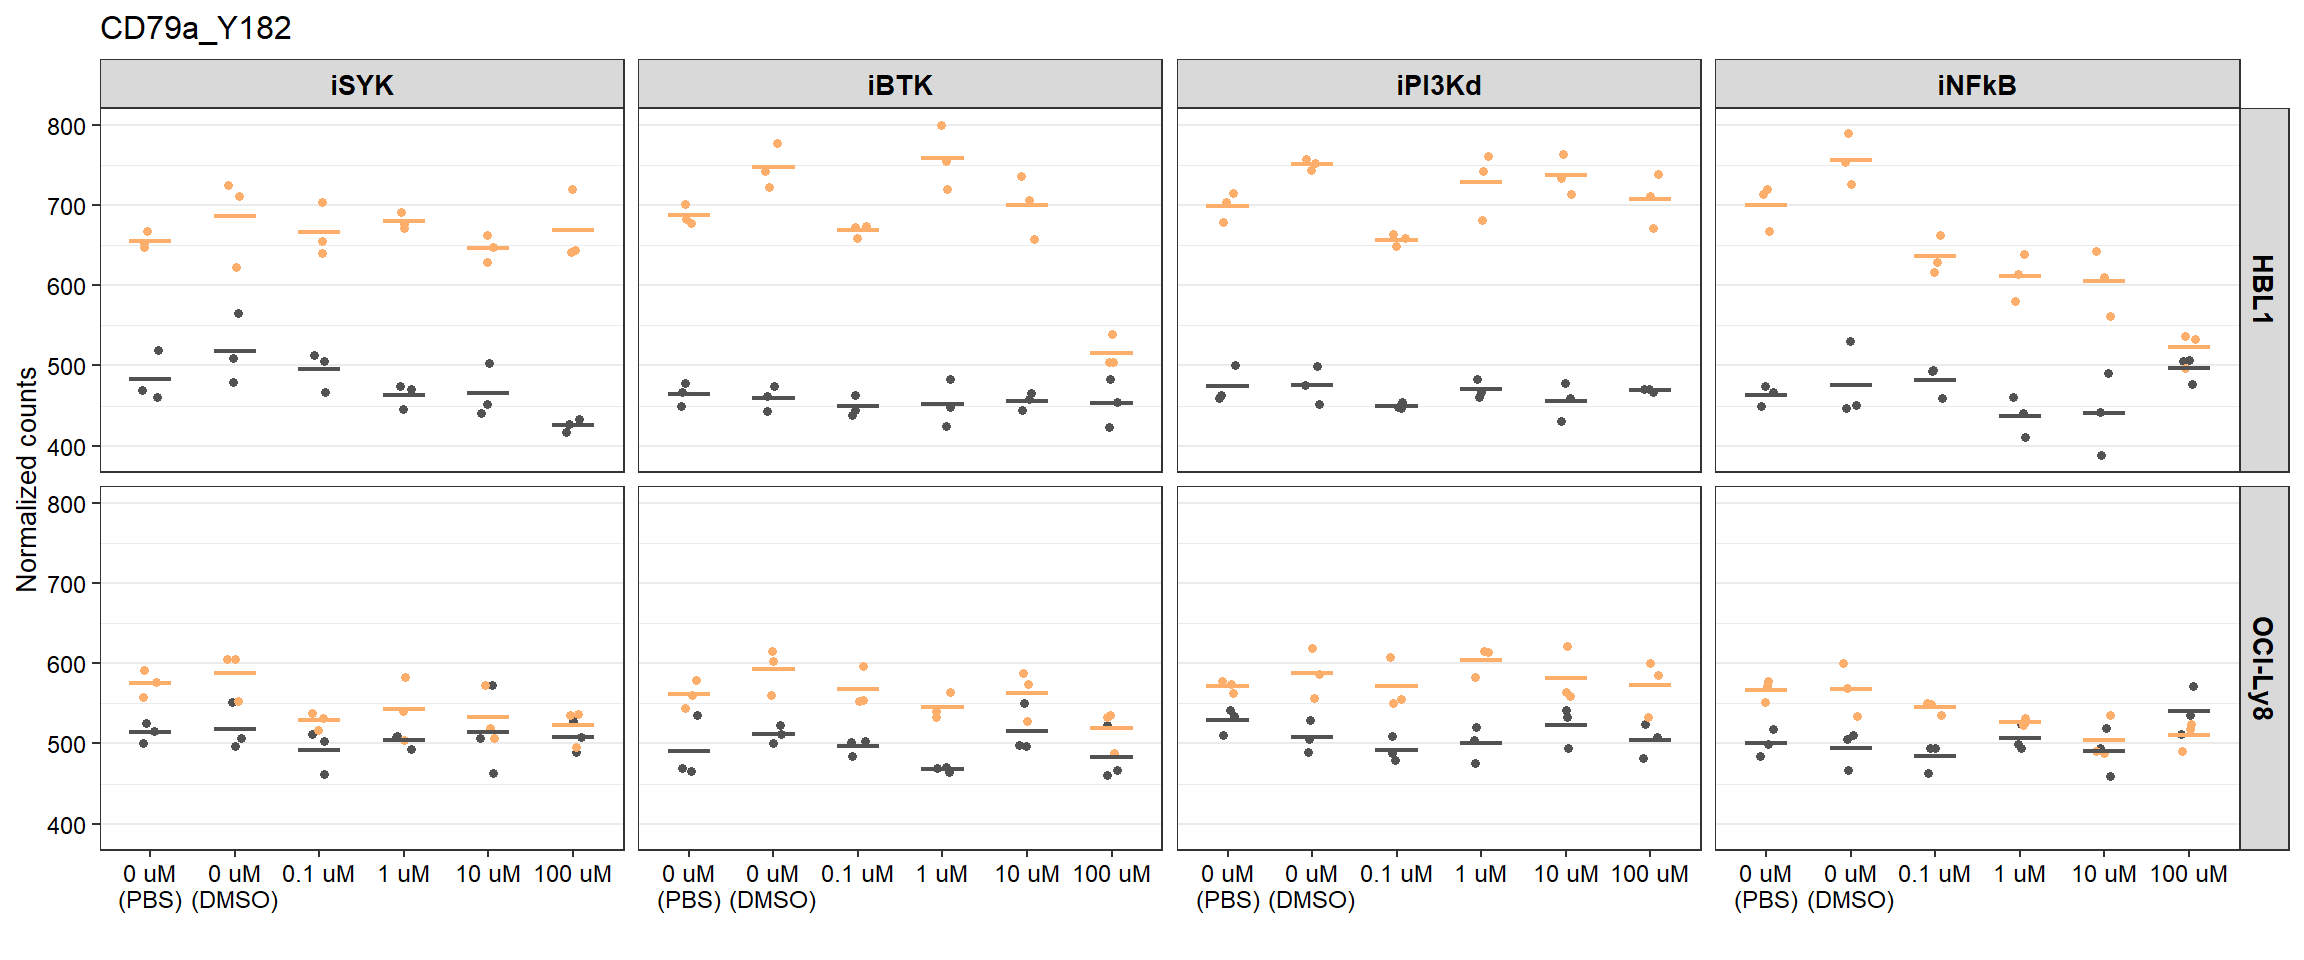 CD79a_Y182
iSYK
iBTK
iPI3Kd
iNFkB
Normalized counts
800
700
600
500
400
HBL1
800
700
600
500
400
OCI-Ly8
0 uM (PBS)
0 uM (DMSO)
0.1 uM
1 uM
10 uM
100 uM
0 uM (PBS)
0 uM (DMSO)
0.1 uM
1 uM
10 uM
100 uM
0 uM (PBS)
0 uM (DMSO)
0.1 uM
1 uM
10 uM
100 uM
0 uM (PBS)
0 uM (DMSO)
0.1 uM
1 uM
10 uM
100 uM